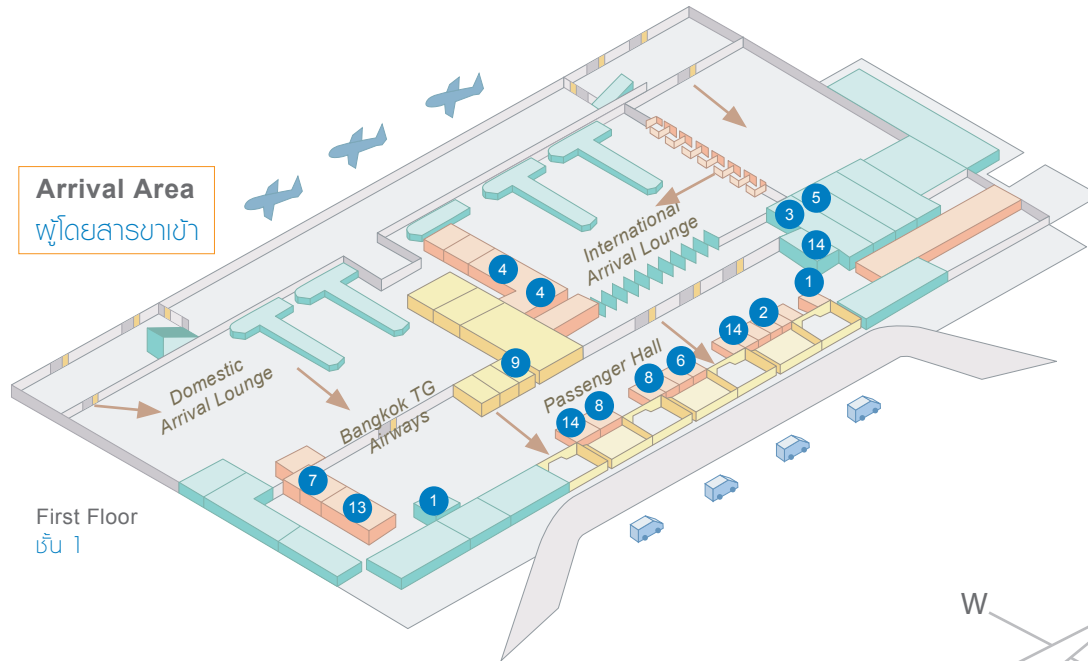 Arrival Area
ผู้โดยสารขาเข้า
5
3
14
1
International
Arrival Lounge
4
4
2
14
9
6
8
Passenger Hall
8
14
Domestic
Arrival Lounge
Bangkok TG
Airways
7
13
1
First Floor
ชั้น 1
W